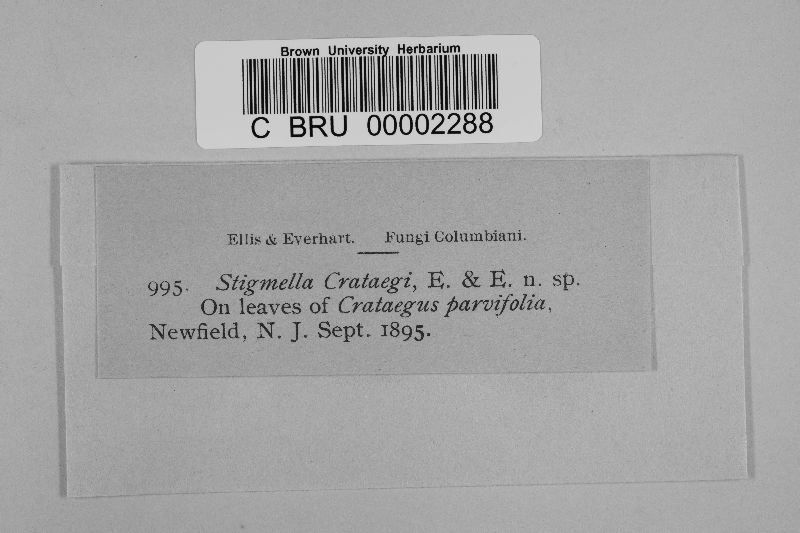 Brown University Herbarium
C BRU 00002288
Ellis & Everhart. Fungi Columbiani.
995. Stigmella Crataegi, E. & E. n. sp.
On leaves of Crataegus parvifolia,
Newfield, N. J. Sept. 1895.